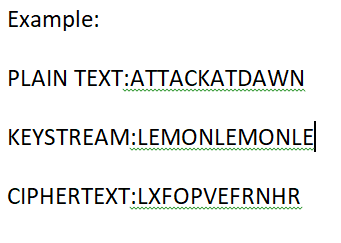 Example:
PLAIN TEXT:ATTACKATDAWN
KEYSTREAM:LEMONLEMONLE
CIPHERTEXT:LXFOPVEFRNHR